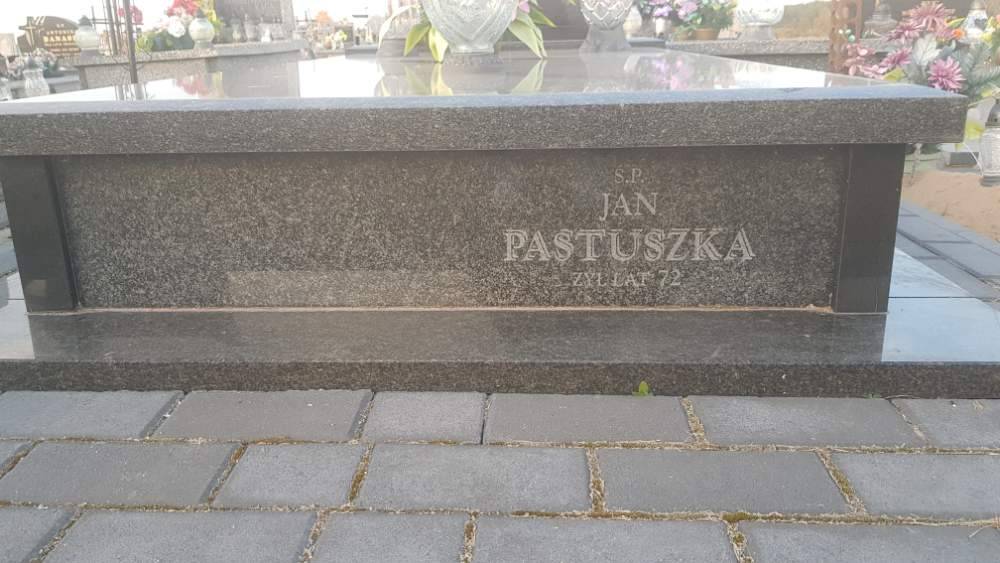 Ś.P.
JAN
PASTUSZKA
ŻYŁ LAT 72